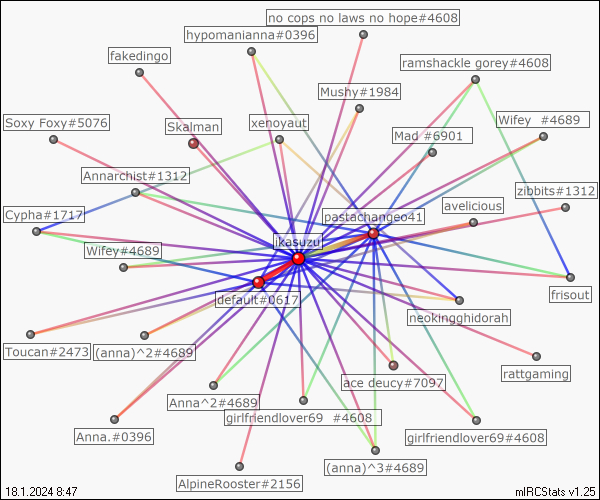 no cops no laws no hope#4608
hypomanianna#0396
fakedingo
ramshackle gorey#4608
Mushy#1984
Soxy Foxy#5076
Skalman
xenoyaut
Wifey #4689
Mad #6901
Annarchist#1312
zibbits#1312
avelicious
Cypha#1717
pastachangeo41
ikasuzu
Wifey#4689
frisout
default#0617
neokingghidorah
Toucan#2473
(anna)^2#4689
rattgaming
ace deucy#7097
Anna^2#4689
girlfriendlover69 #4608
Anna.#0396
girlfriendlover69#4608
(anna)^3#4689
AlpineRooster#2156
18.1.2024 8:47
mIRCStats v1.25